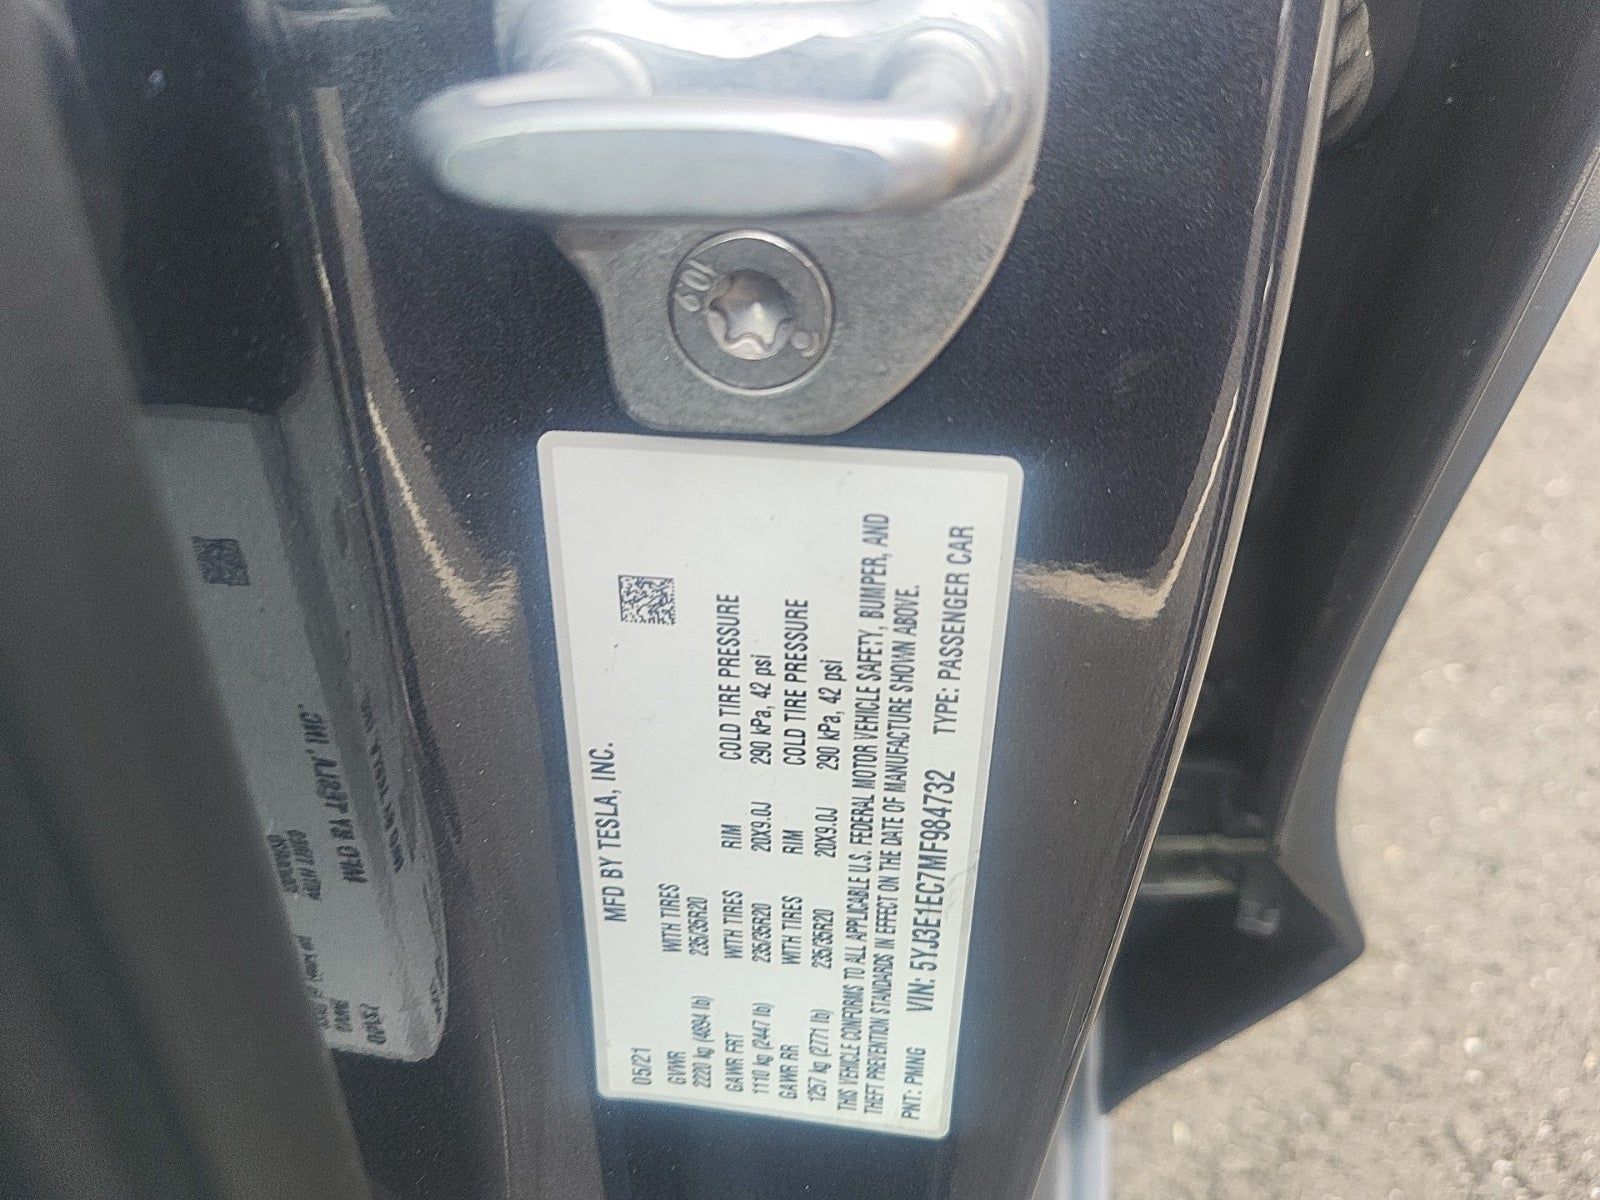 MFD BY TESLA, INC.
05/21
GVWR WITH TIRES
2220 kg (4894 lb) 235/35R20
GAWR FRT WITH TIRES RIM COLD TIRE PRESSURE
1110 kg (2447 lb) 235/35R20 20X9.0J 290 kPa, 42 psi
GAWR RR WITH TIRES RIM COLD TIRE PRESSURE
1257 kg (2771 lb) 235/35R20 20X9.0J 290 kPa, 42 psi
THIS VEHICLE CONFORMS TO ALL APPLICABLE U.S. FEDERAL MOTOR VEHICLE SAFETY, BUMPER, AND
THEFT PREVENTION STANDARDS IN EFFECT ON THE DATE OF MANUFACTURE SHOWN ABOVE.
PNT: PMNG VIN: 5YJ3E1EC7MF984732 TYPE: PASSENGER CAR